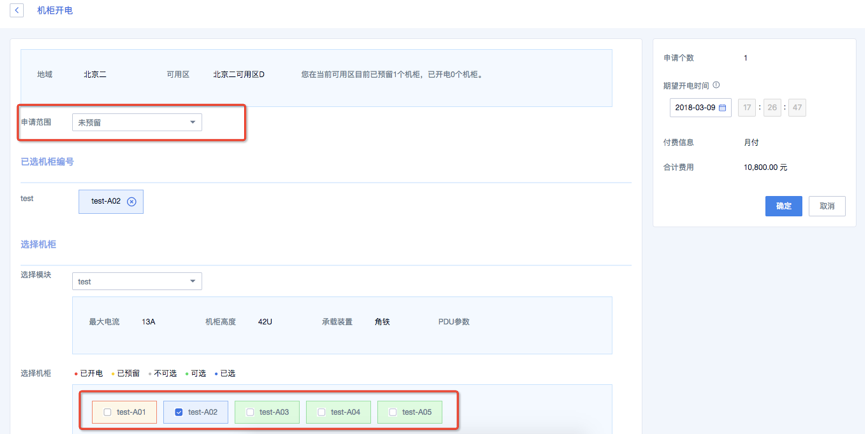 机柜开电
地域 北京二 可用区 北京二可用区D 您在当前可用区目前已预留1个机柜，已开电0个机柜。
申请范围 未预留
已选机柜编号
test test-A02
选择机柜
选择模块 test
最大电流 13A 机柜高度 42U 承载装置 角铁 PDU参数
选择机柜 已开电 已预留 不可选 可选 已选
test-A01 test-A02 test-A03 test-A04 test-A05
申请个数 1
期望开电时间
2018-03-09 17 : 26 : 47
付费信息 月付
合计费用 10,800.00 元
确定 取消